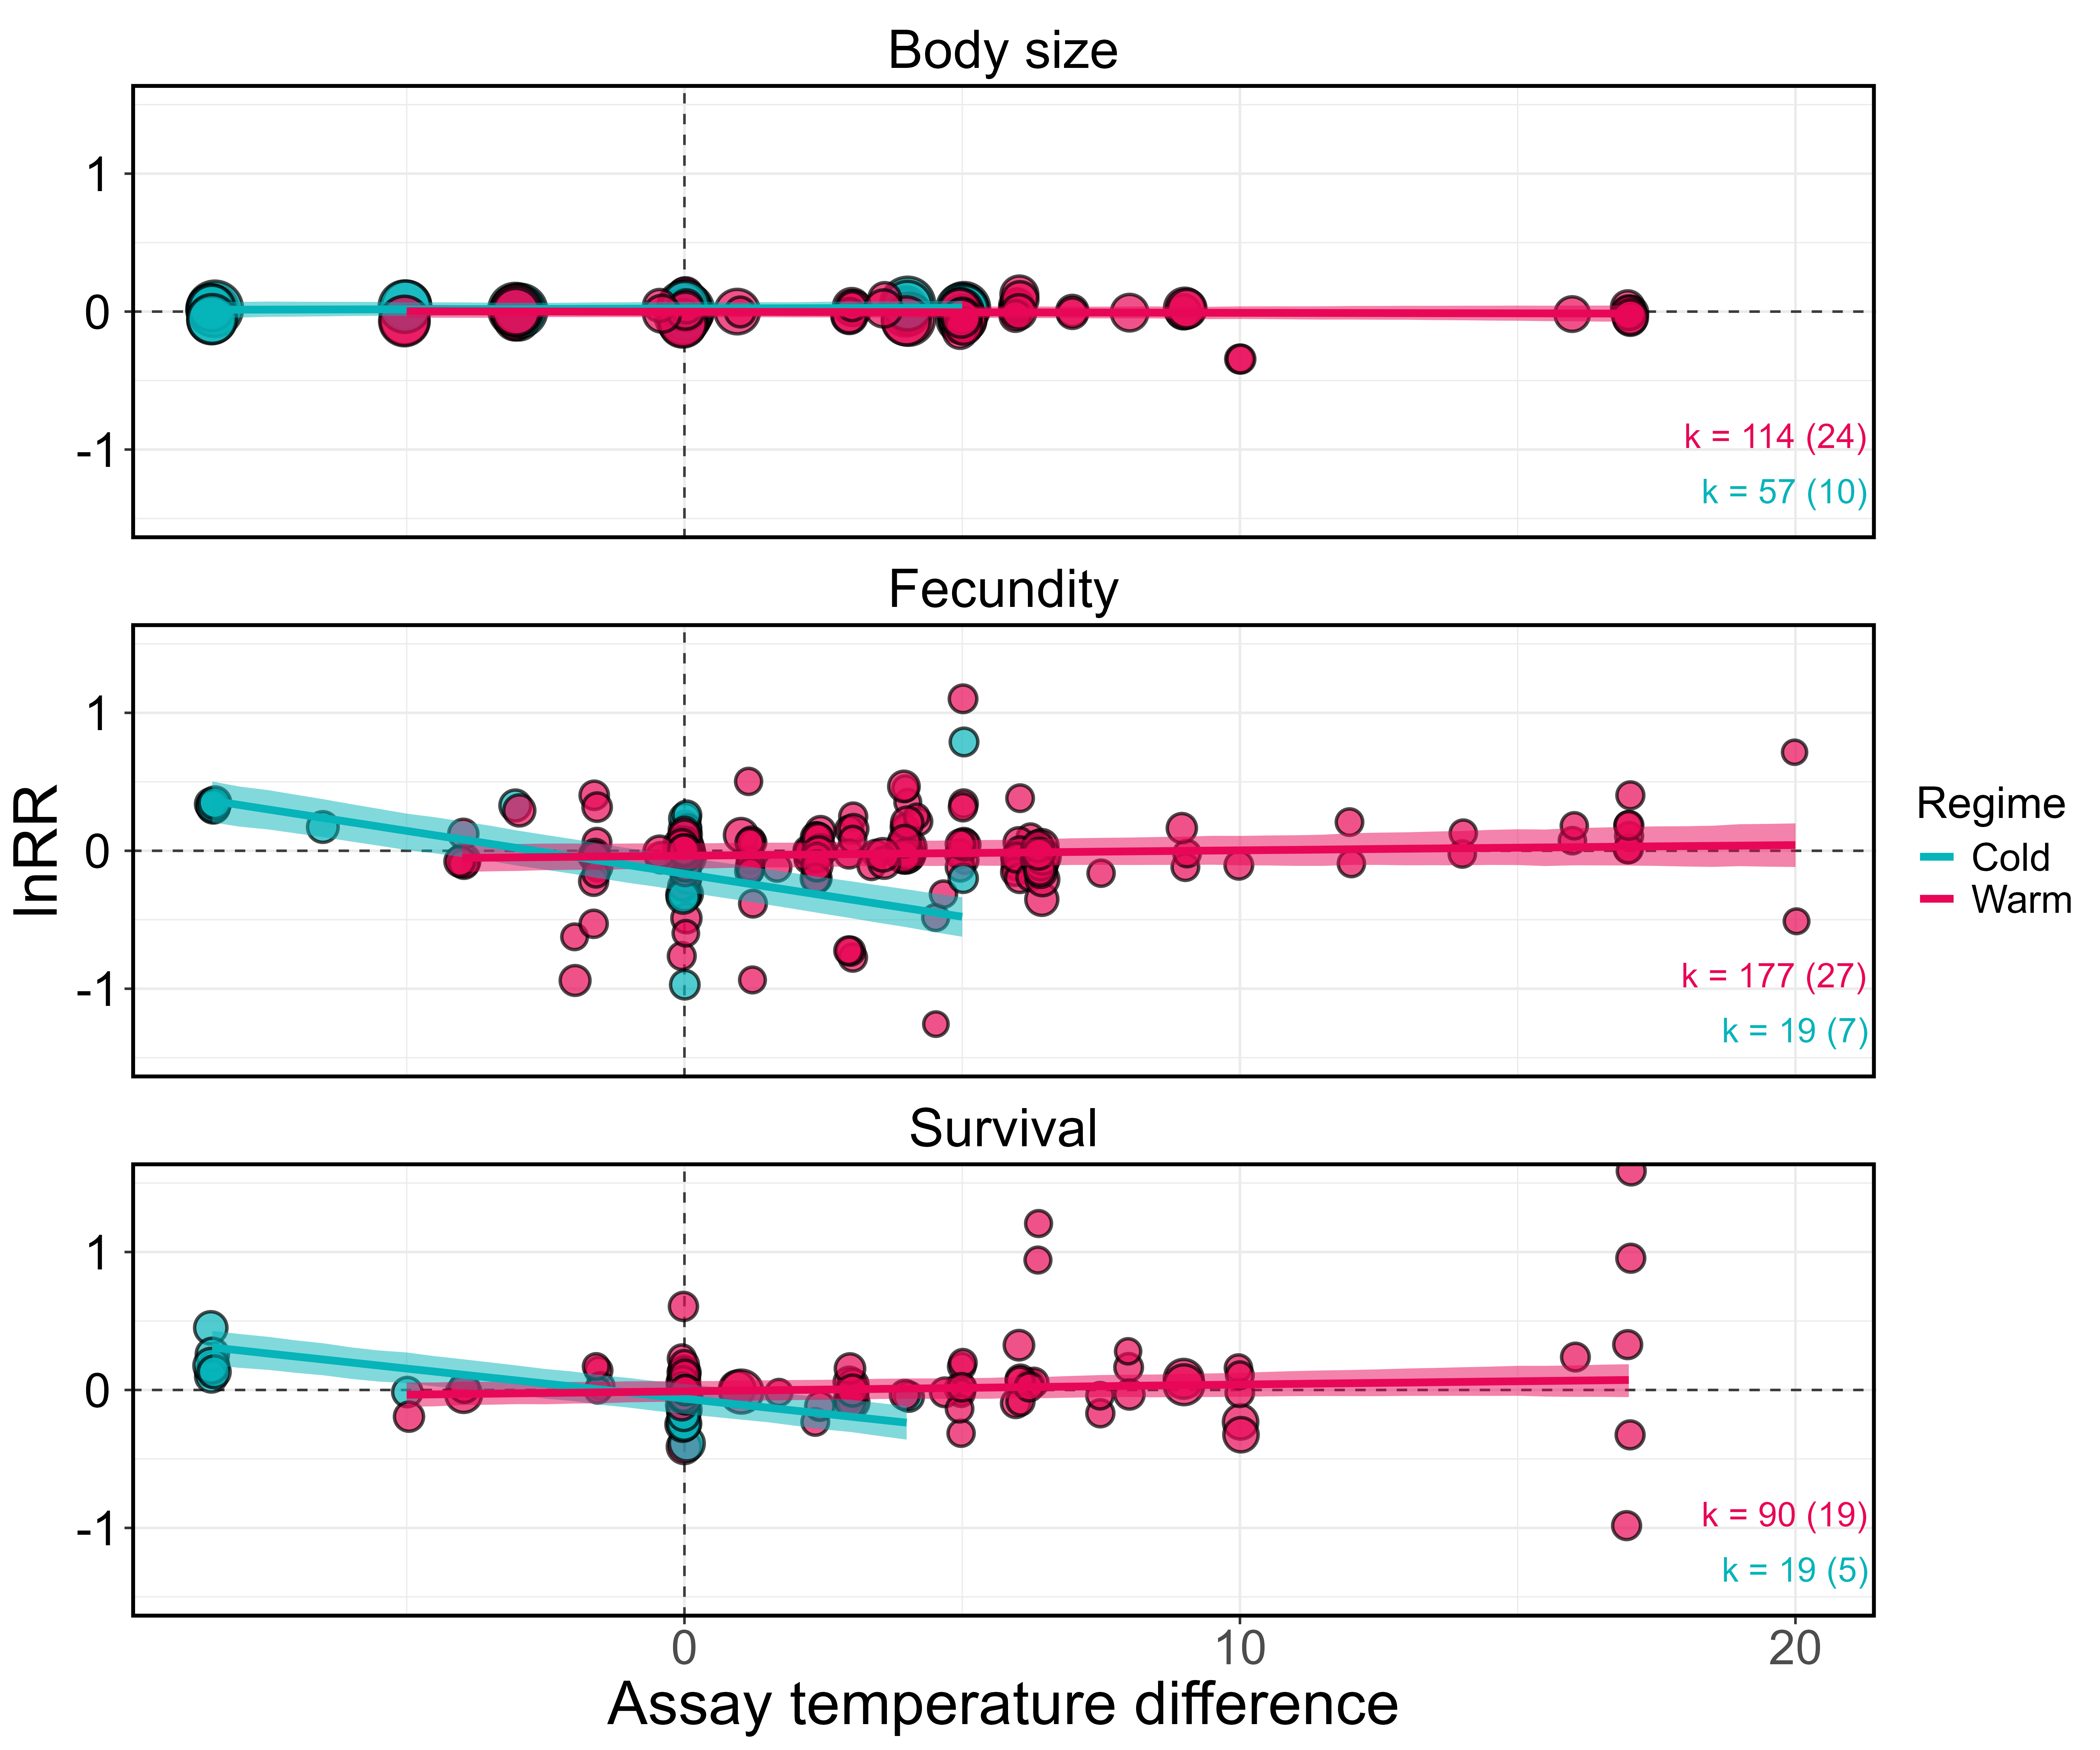 Body size
1
0
-1
k = 114 (24)
k = 57 (10)
Fecundity
1
0
-1
k = 177 (27)
k = 19 (7)
Survival
1
0
-1
k = 90 (19)
k = 19 (5)
0
10
20
Assay temperature difference
lnRR
Regime
Cold
Warm